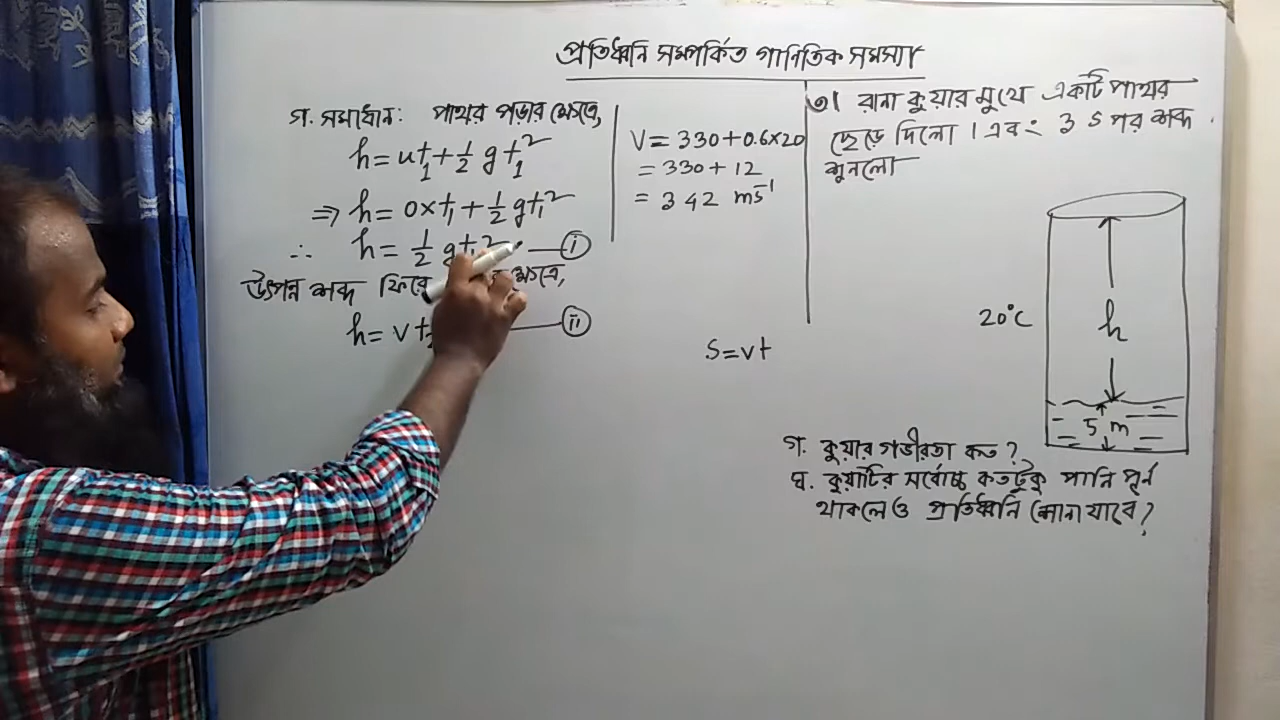 প্রতিধ্বনি সম্পর্কিত গানিতিক সমস্যা
গ. সমাধান: পাথর পড়ার ক্ষেত্রে,
h = ut₁ + ½ gt₁²
⇒ h = 0×t₁ + ½ gt₁²
∴ h = ½ gt₁² — (i)
উৎপন্ন শব্দ ফিরে ক্ষেত্রে,
h = v t — (ii)
V = 330 + 0.6×20
= 330 + 12
= 342 ms⁻¹
S = vt
৩। রানা কুয়ার মুখে একটি পাথর
ছেড়ে দিলো। এবং 3 s পর শব্দ
শুনলো
20°C
h
5 m
গ. কুয়ার গভীরতা কত?
ঘ. কুয়াটির সর্বোচ্চ কতটুকু পানি পূর্ন
থাকলেও প্রতিধ্বনি শোনা যাবে?